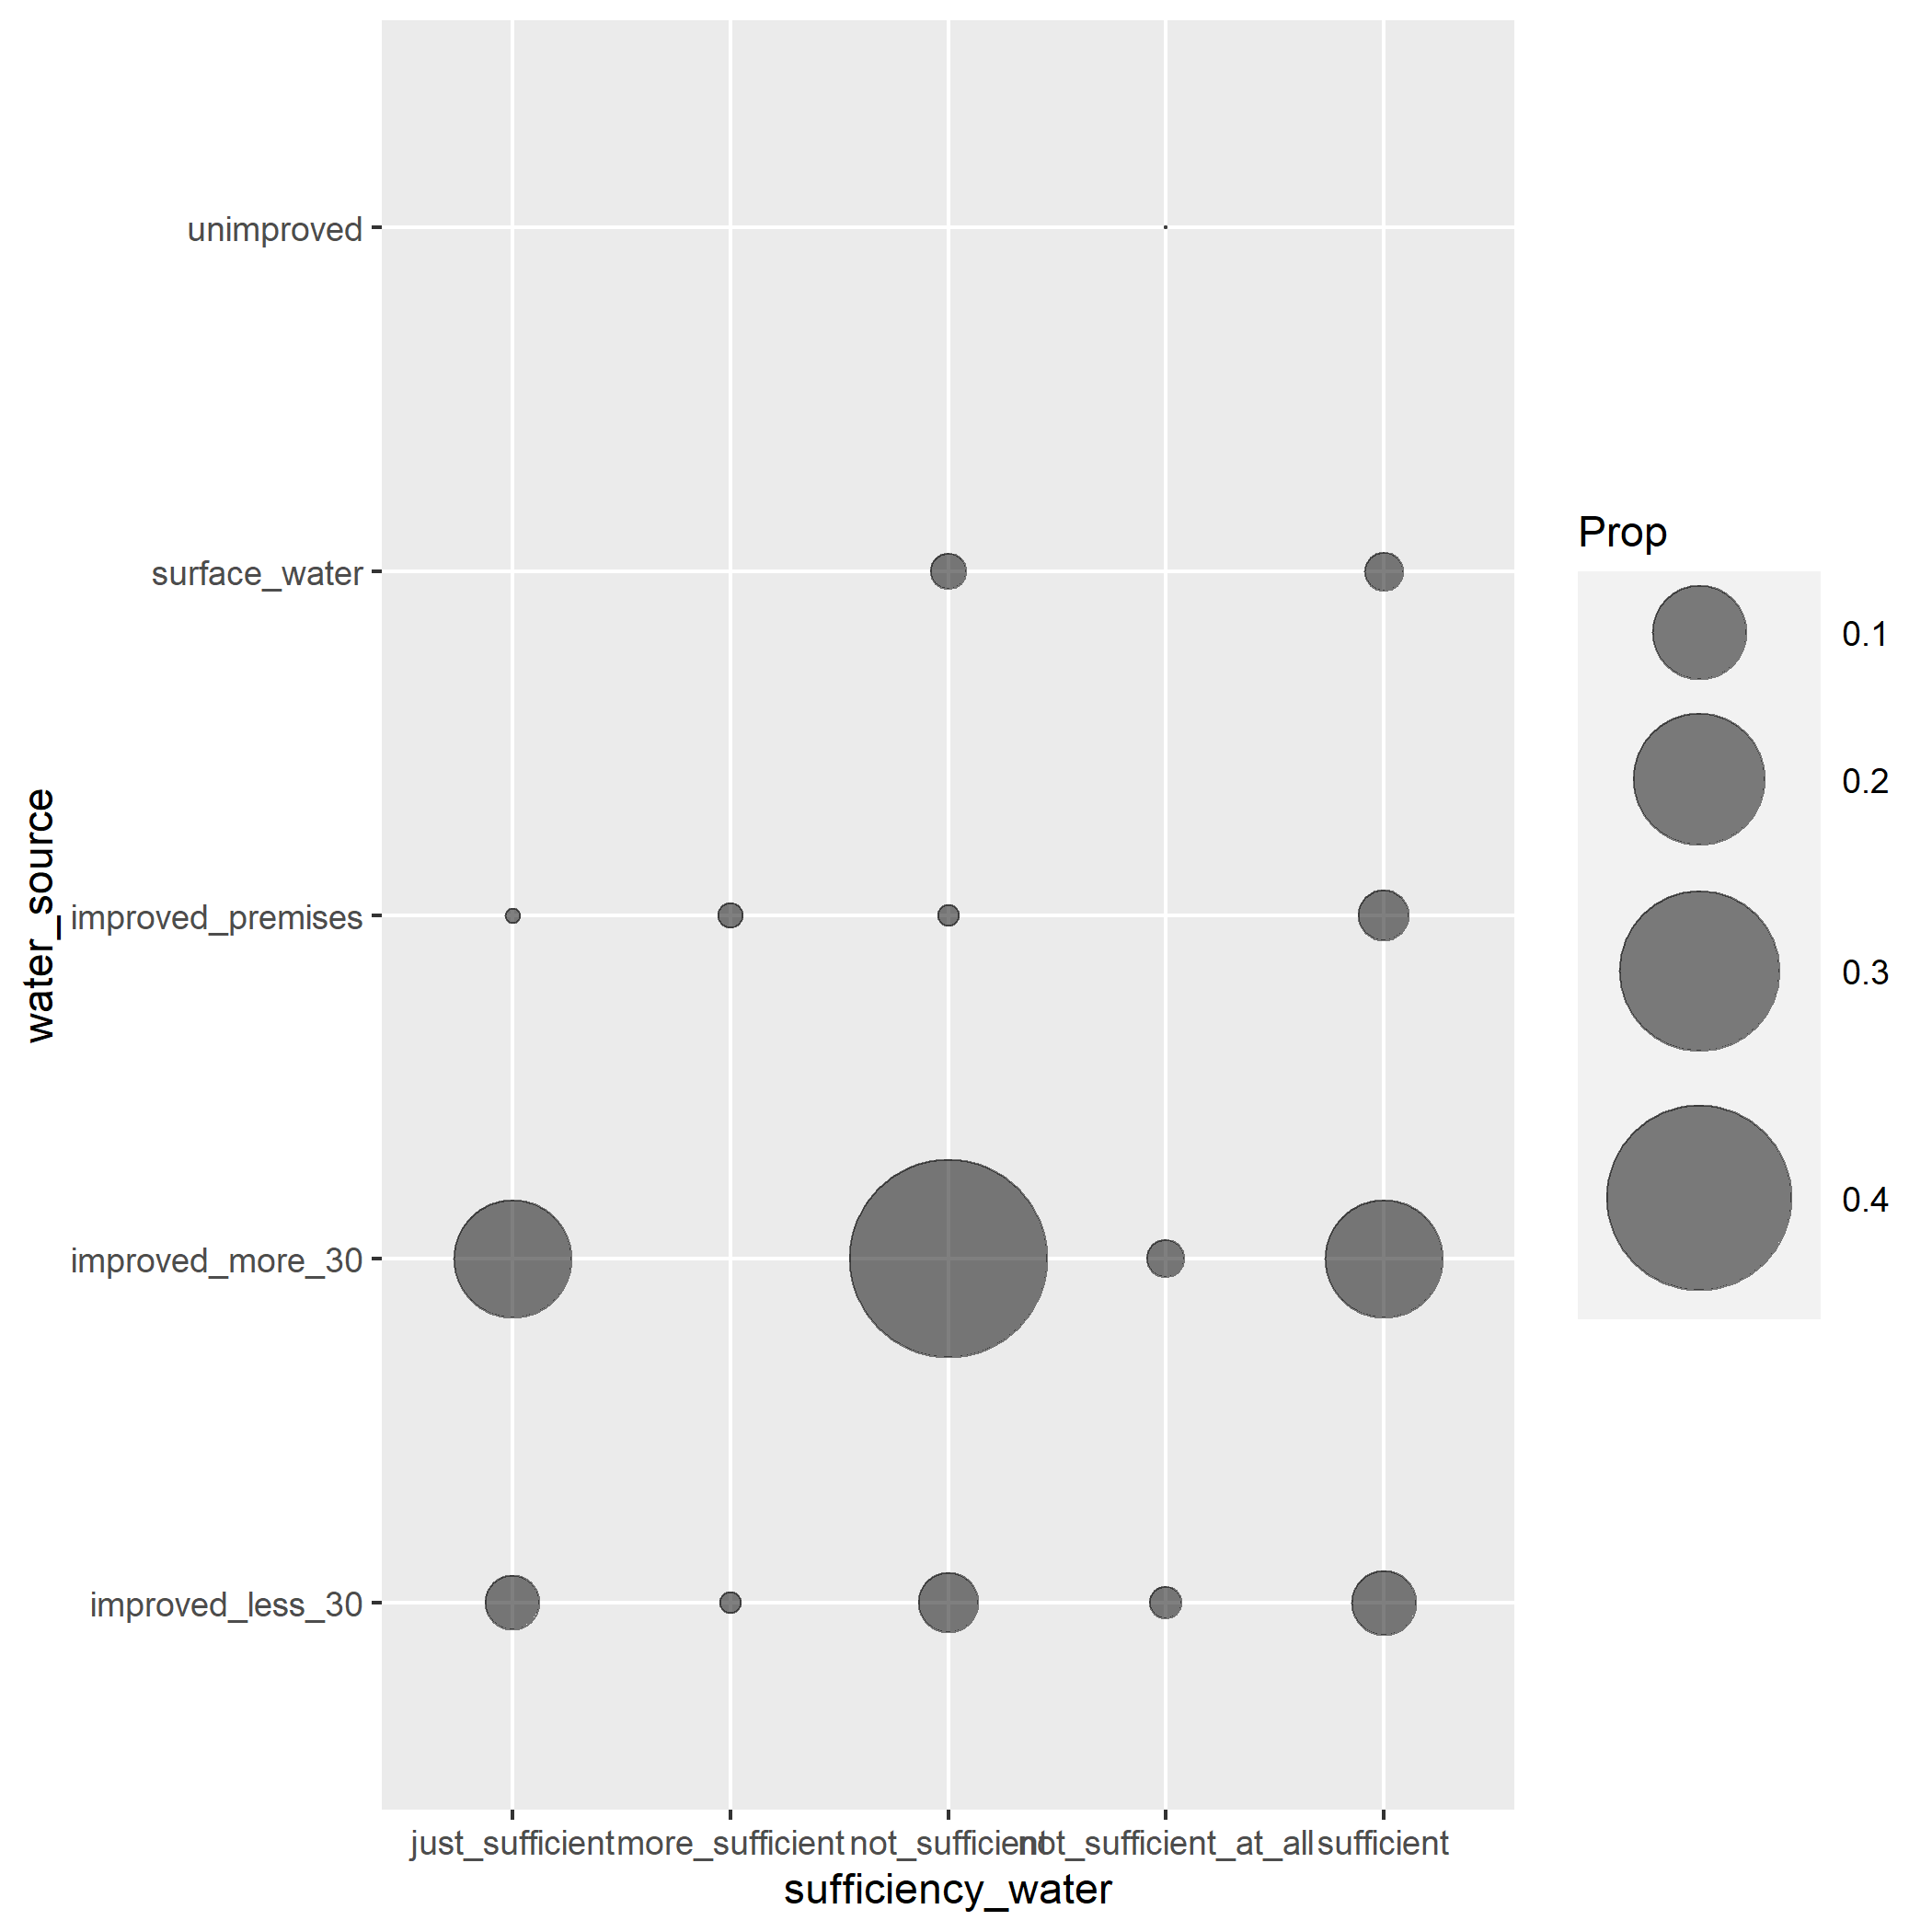 unimproved
surface_water
improved_premises
improved_more_30
improved_less_30
water_source
just_sufficient
more_sufficient
not_sufficient
not_sufficient_at_all
sufficient
sufficiency_water
Prop
0.1
0.2
0.3
0.4